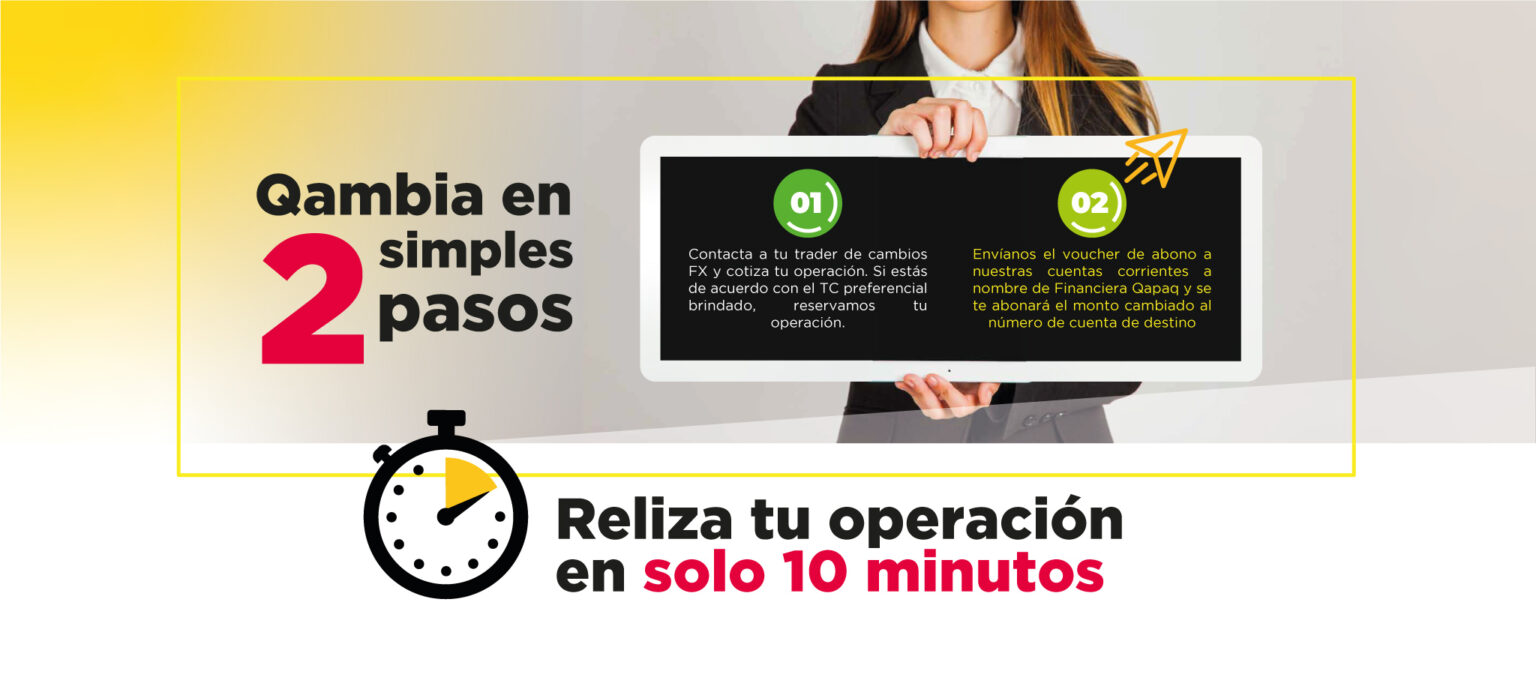 Qambia en
2 simples
pasos
01
Contacta a tu trader de cambios
FX y cotiza tu operación. Si estás
de acuerdo con el TC preferencial
brindado, reservamos tu
operación.
02
Envíanos el voucher de abono a
nuestras cuentas corrientes a
nombre de Financiera Qapaq y se
te abonará el monto cambiado al
número de cuenta de destino
Reliza tu operación
en solo 10 minutos